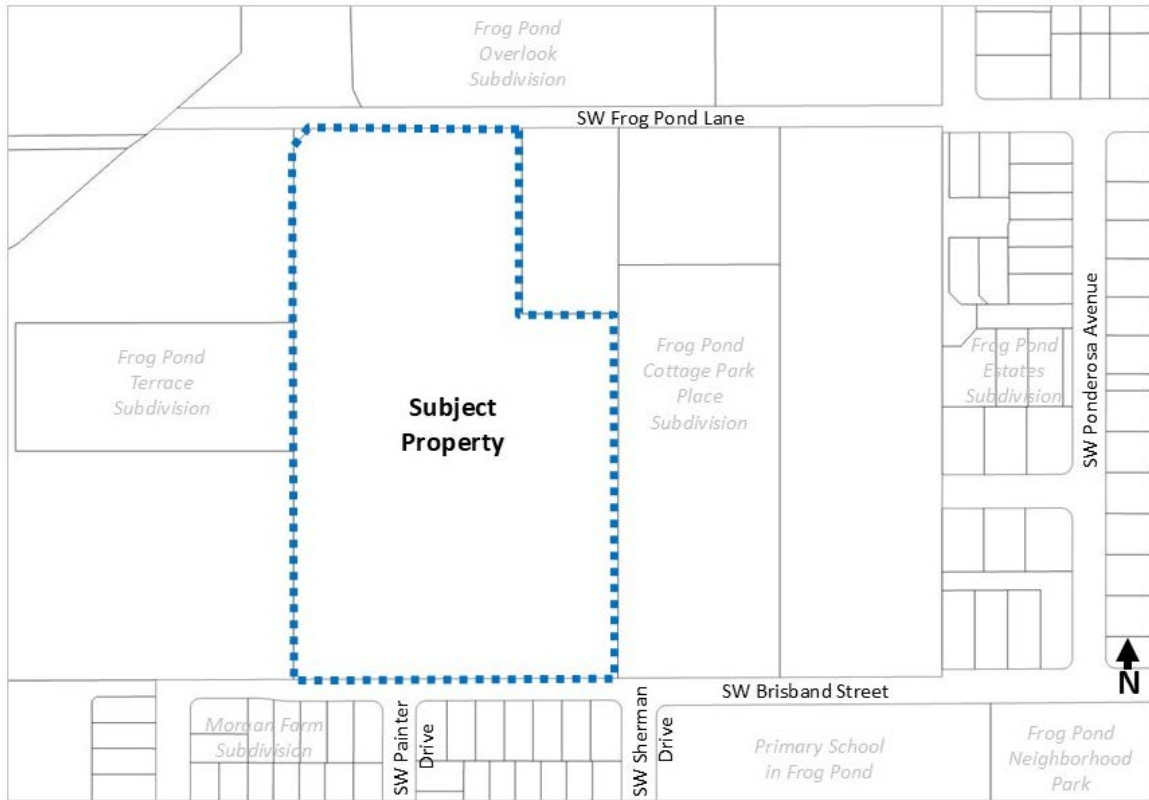 Frog Pond
Overlook
Subdivision
SW Frog Pond Lane
Frog Pond
Terrace
Subdivision
Subject
Property
Frog Pond
Cottage Park
Place
Subdivision
Frog Pond
Estates
Subdivision
SW Ponderosa Avenue
N
SW Brisband Street
Morgan Farm
Subdivision
SW Painter
Drive
SW Sherman
Drive
Primary School
in Frog Pond
Frog Pond
Neighborhood
Park